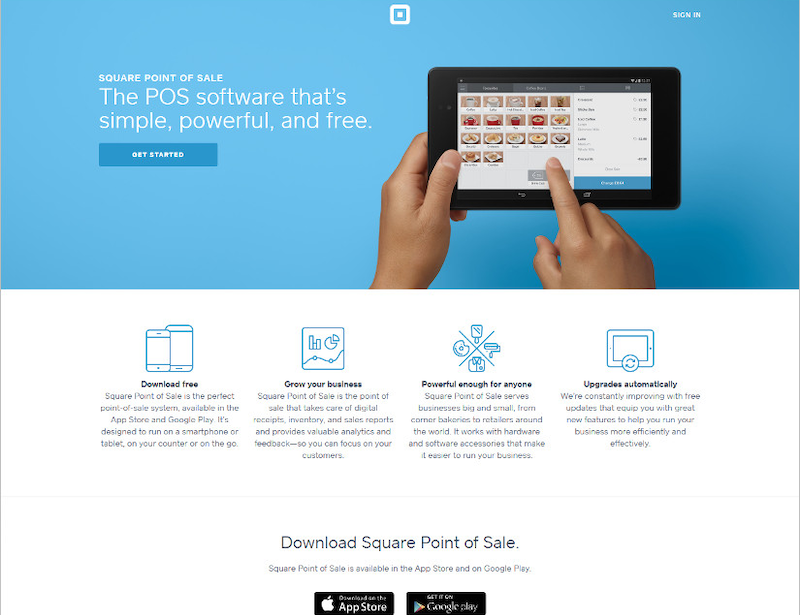 SIGN IN
SQUARE POINT OF SALE
The POS software that's
simple, powerful, and free.
GET STARTED
Download free
Square Point of Sale is the perfect
point-of-sale system, available in the
App Store and Google Play. It's
designed to run on a smartphone or
tablet, on your counter or on the go.
Grow your business
Square Point of Sale is the point of
sale that takes care of digital
receipts, inventory, and sales reports
and provides valuable analytics and
feedback—so you can focus on your
customers.
Powerful enough for anyone
Square Point of Sale serves
businesses big and small, from
corner bakeries to retailers around
the world. It works with hardware
and software accessories that make
it easier to run your business.
Upgrades automatically
We're constantly improving with free
updates that equip you with great
new features to help you run your
business more efficiently and
effectively.
Download Square Point of Sale.
Square Point of Sale is available in the App Store and on Google Play.
Download on the
App Store
GET IT ON
Google play